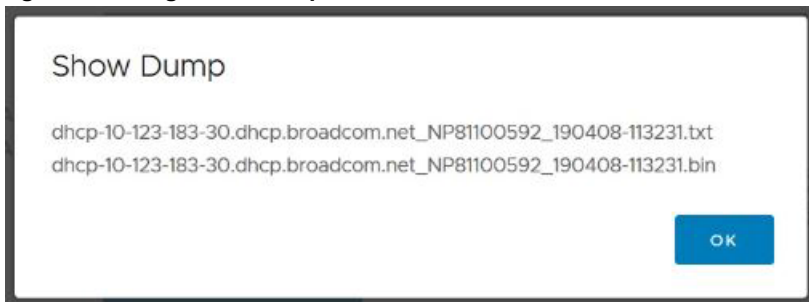 Show Dump
dhcp-10-123-183-30.dhcp.broadcom.net_NP81100592_190408-113231.txt
dhcp-10-123-183-30.dhcp.broadcom.net_NP81100592_190408-113231.bin
OK